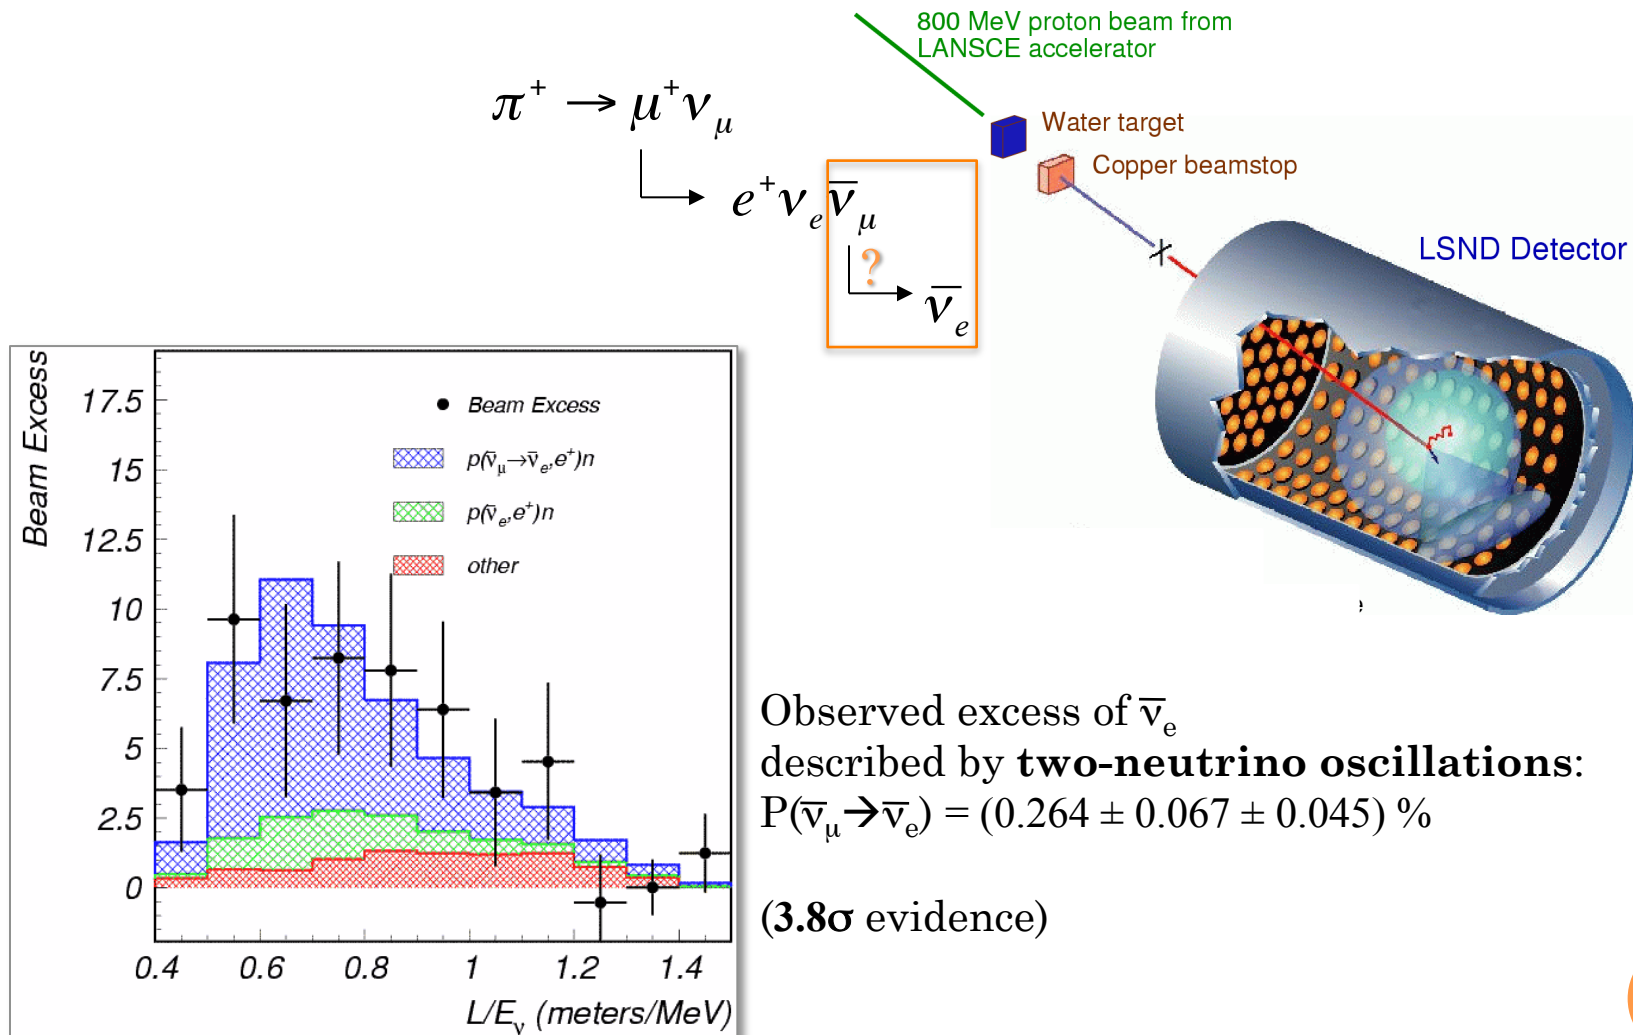 800 MeV proton beam from
LANSCE accelerator
π⁺ → μ⁺ν_μ
Water target
Copper beamstop
e⁺ν_e ν̄_μ
?
ν̄_e
LSND Detector
Beam Excess
17.5
15
12.5
10
7.5
5
2.5
0
Beam Excess
p(ν̄_μ→ν̄_e,e⁺)n
p(ν̄_e,e⁺)n
other
0.4 0.6 0.8 1 1.2 1.4
L/E_ν (meters/MeV)
Observed excess of ν̄_e
described by two-neutrino oscillations:
P(ν̄_μ→ν̄_e) = (0.264 ± 0.067 ± 0.045) %
(3.8σ evidence)